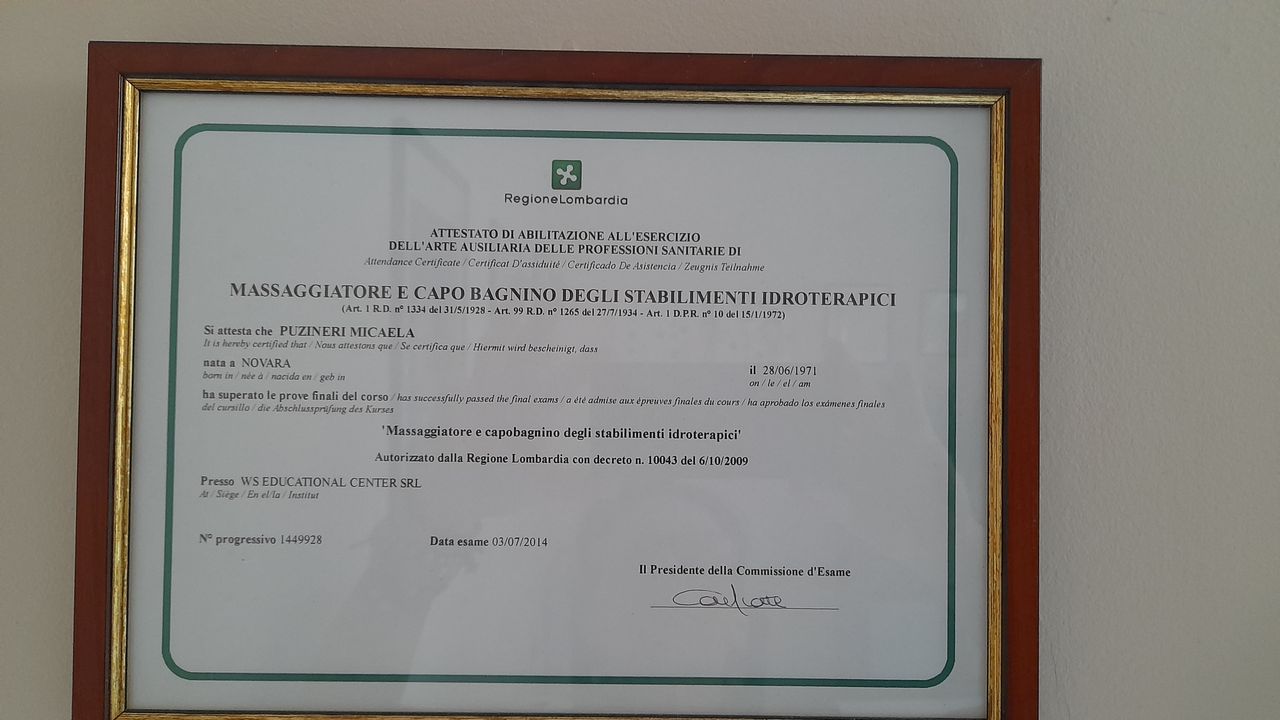 RegioneLombardia
ATTESTATO DI ABILITAZIONE ALL'ESERCIZIO
DELL'ARTE AUSILIARIA DELLE PROFESSIONI SANITARIE DI
Attendance Certificate / Certificat D'assiduité / Certificado De Asistencia / Zeugnis Teilnahme
MASSAGGIATORE E CAPO BAGNINO DEGLI STABILIMENTI IDROTERAPICI
(Art. 1 R.D. n° 1334 del 31/5/1928 - Art. 99 R.D. n° 1265 del 27/7/1934 - Art. 1 D.P.R. n° 10 del 15/1/1972)
Si attesta che PUZINERI MICAELA
It is hereby certified that / Nous attestons que / Se certifica que / Hiermit wird bescheinigt, dass
nata a NOVARA il 28/06/1971
born in / née à / nacida en / geb in on / le / el / am
ha superato le prove finali del corso / has successfully passed the final exams / a été admise aux épreuves finales du cours / ha aprobado los exámenes finales
del cursillo / die Abschlussprüfung des Kurses
'Massaggiatore e capobagnino degli stabilimenti idroterapici'
Autorizzato dalla Regione Lombardia con decreto n. 10043 del 6/10/2009
Presso WS EDUCATIONAL CENTER SRL
At / Siège / En el/la / Institut
N° progressivo 1449928 Data esame 03/07/2014
Il Presidente della Commissione d'Esame